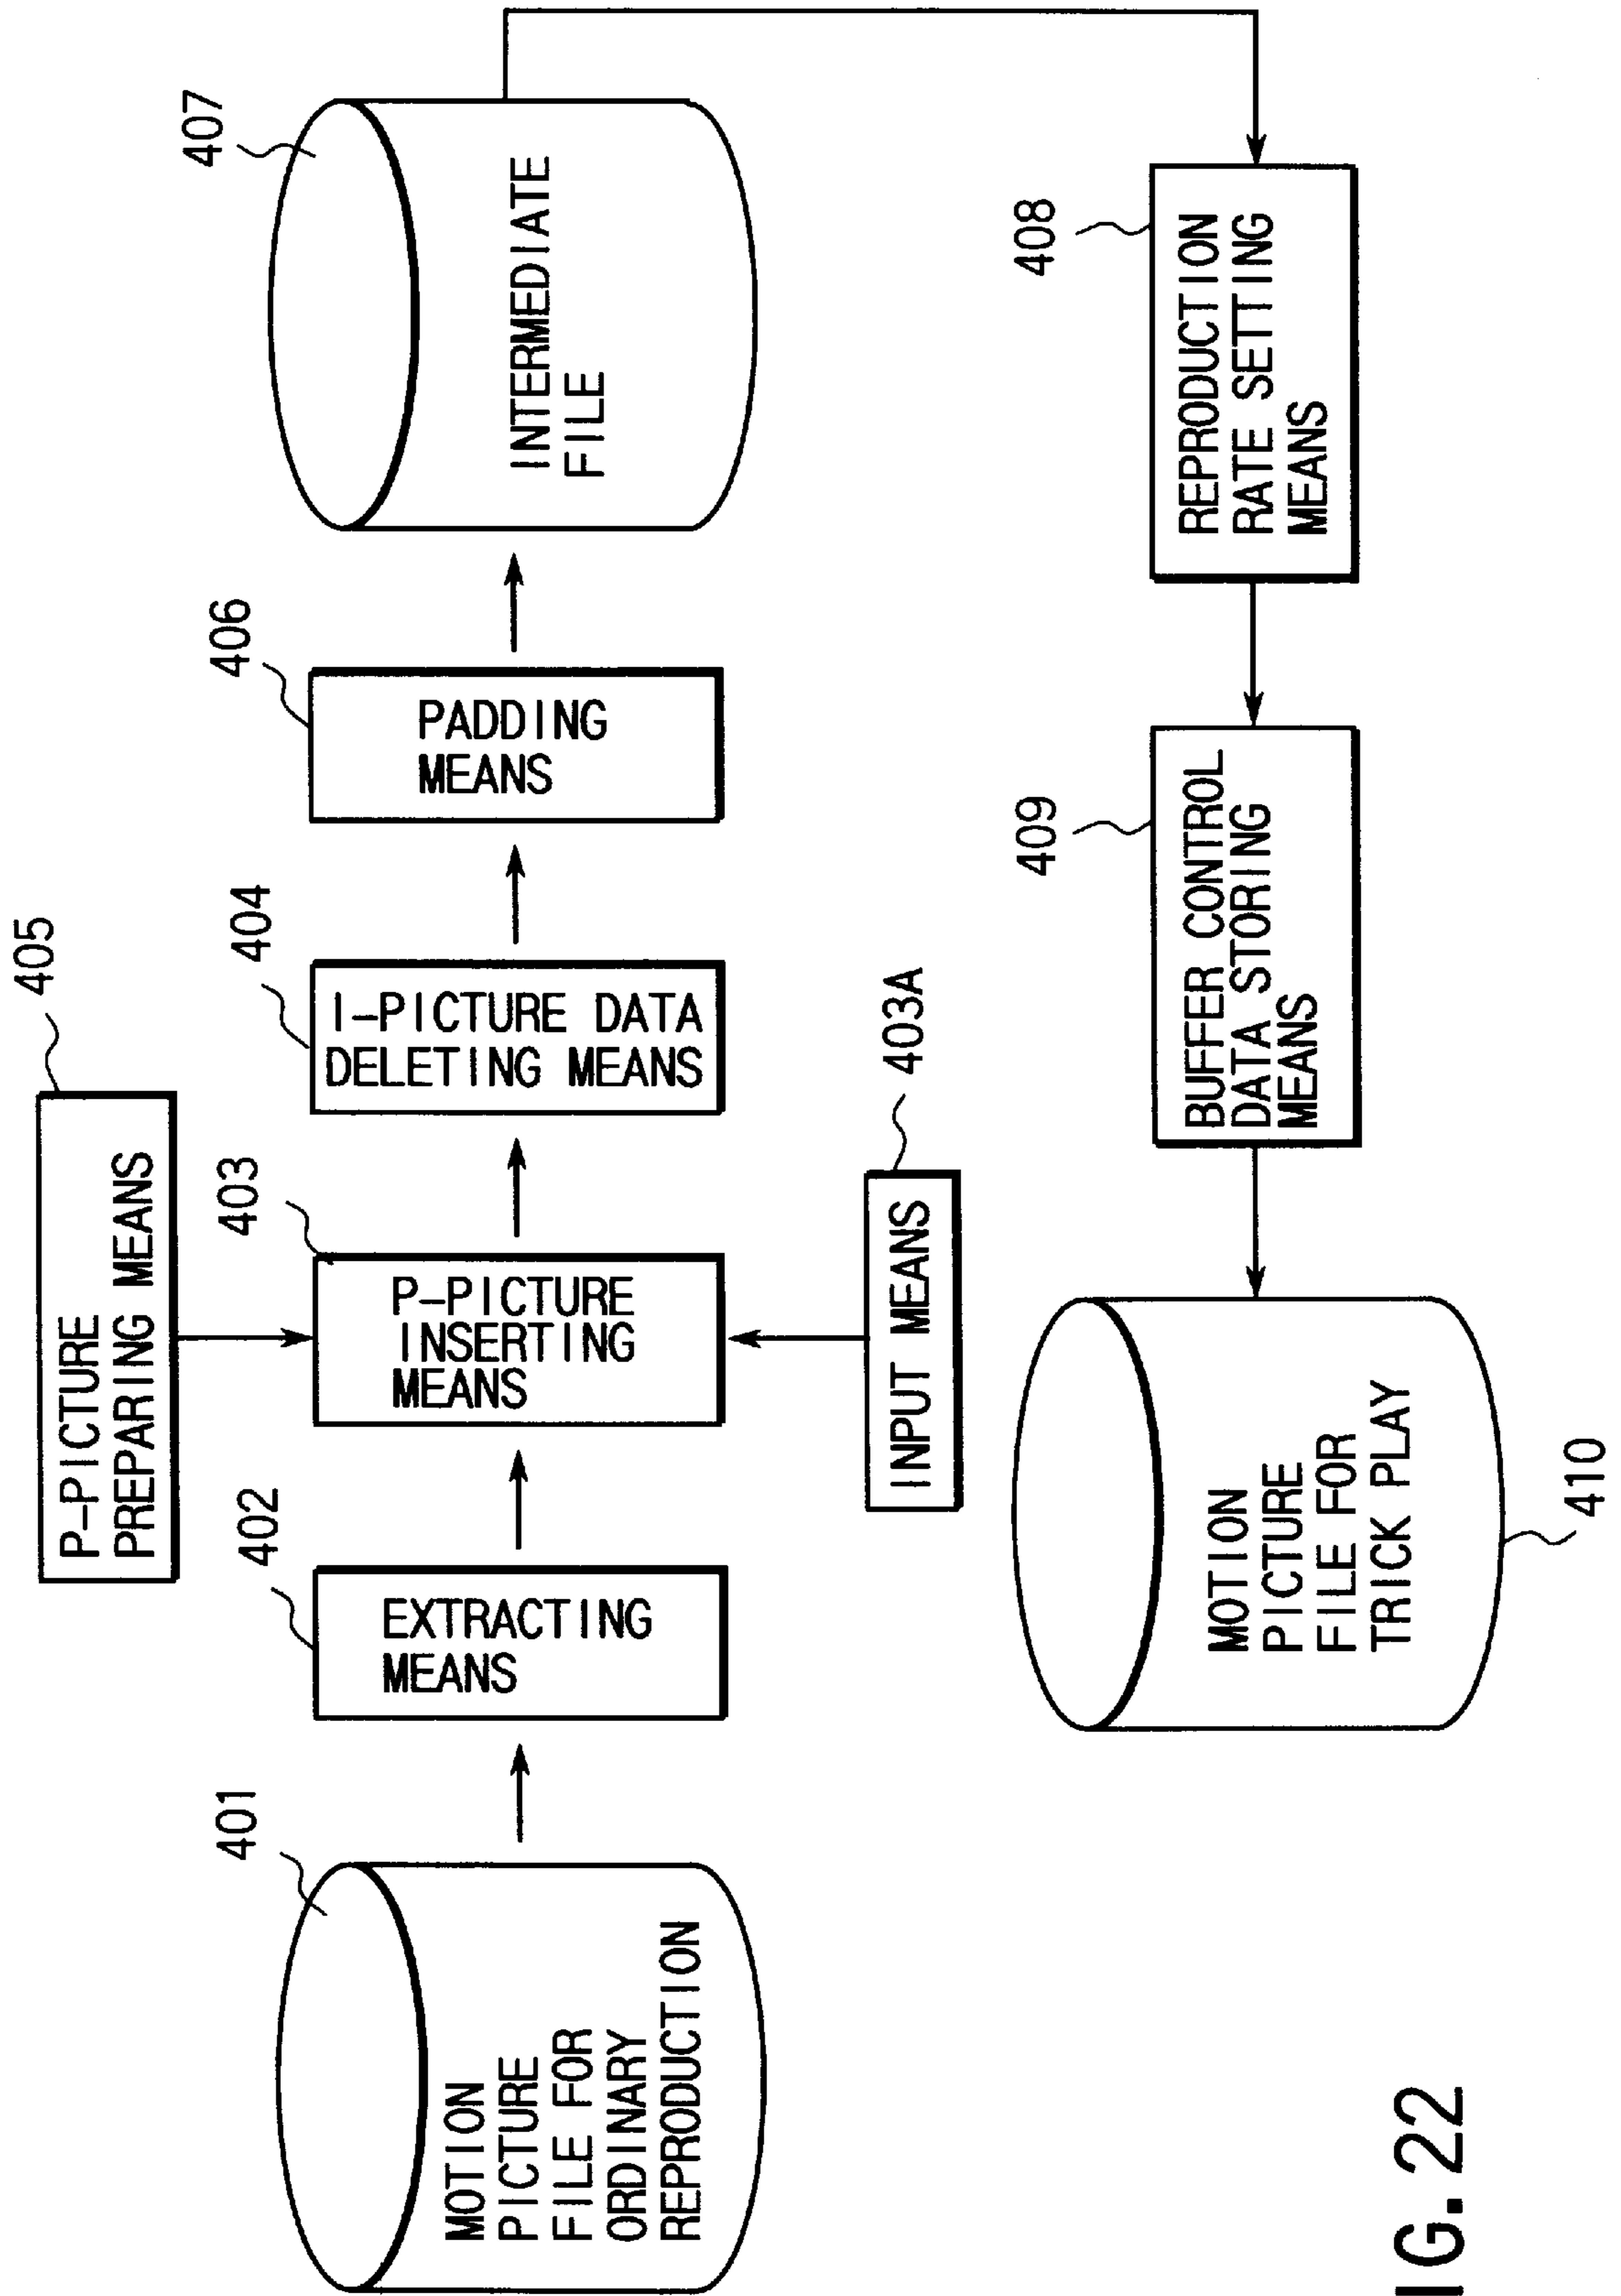 405
P-PICTURE
PREPARING MEANS
401
402
403
404
406
407
MOTION
PICTURE
FILE FOR
ORDINARY
REPRODUCTION
EXTRACTING
MEANS
P-PICTURE
INSERTING
MEANS
I-PICTURE DATA
DELETING MEANS
PADDING
MEANS
INTERMEDIATE
FILE
INPUT MEANS
403A
409
408
MOTION
PICTURE
FILE FOR
TRICK PLAY
BUFFER CONTROL
DATA STORING
MEANS
REPRODUCTION
RATE SETTING
MEANS
410
IG. 22